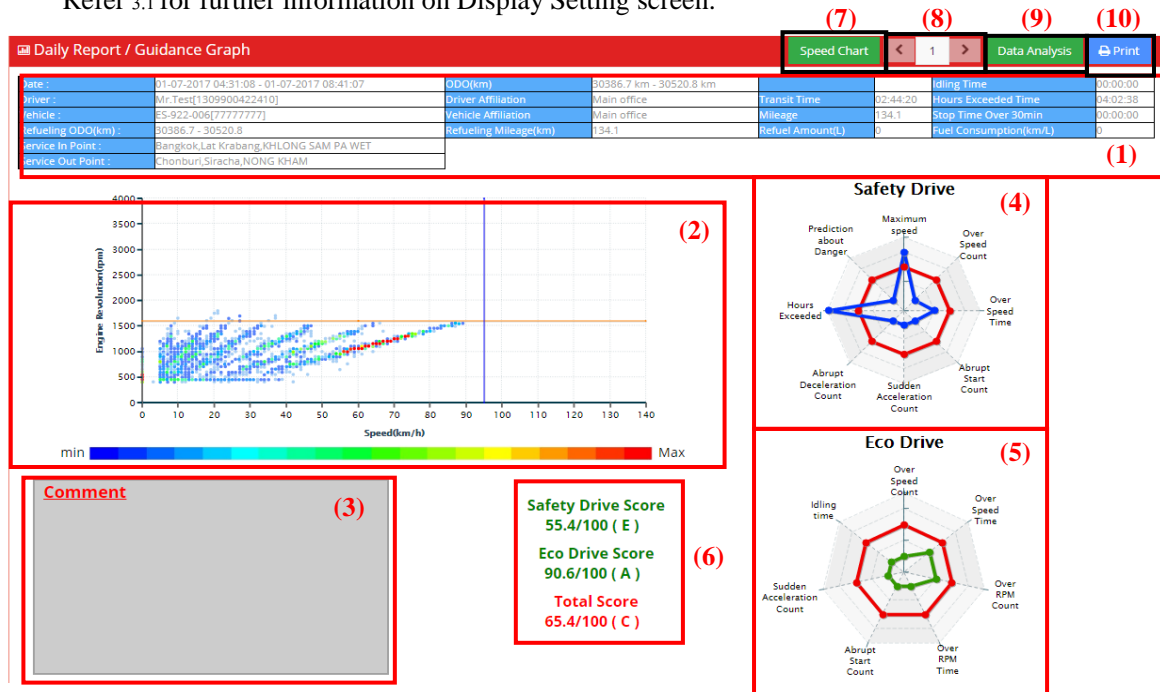 Refer 3.1 for further information on Display Setting screen.
(7) (8) (9) (10)
Daily Report / Guidance Graph Speed Chart < 1 > Data Analysis Print
Date : 01-07-2017 04:31:08 - 01-07-2017 08:41:07 ODO(km) 30386.7 km - 30520.8 km Idling Time 00:00:00
Driver : Mr.Test[1309900422410] Driver Affiliation Main office Transit Time 02:44:20 Hours Exceeded Time 04:02:38
Vehicle : ES-922-006[77777777] Vehicle Affiliation Main office Mileage 134.1 Stop Time Over 30min 00:00:00
Refueling ODO(km) : 30386.7 - 30520.8 Refueling Mileage(km) 134.1 Refuel Amount(L) 0 Fuel Consumption(km/L) 0
Service In Point : Bangkok,Lat Krabang,KHLONG SAM PA WET
Service Out Point : Chonburi,Siracha,NONG KHAM
(1)
4000
3500
3000
2500
2000
1500
1000
500
0
Engine Revolution(rpm)
0 10 20 30 40 50 60 70 80 90 100 110 120 130 140
Speed(km/h)
min Max
(2)
Safety Drive
(4)
Maximum
speed
Over
Speed
Count
Over
Speed
Time
Abrupt
Start
Count
Sudden
Acceleration
Count
Abrupt
Deceleration
Count
Hours
Exceeded
Prediction
about
Danger
Comment
(3)
Safety Drive Score
55.4/100 ( E )
Eco Drive Score
90.6/100 ( A )
Total Score
65.4/100 ( C )
(6)
Eco Drive
(5)
Over
Speed
Count
Over
Speed
Time
Over
RPM
Count
Over
RPM
Time
Abrupt
Start
Count
Sudden
Acceleration
Count
Idling
time